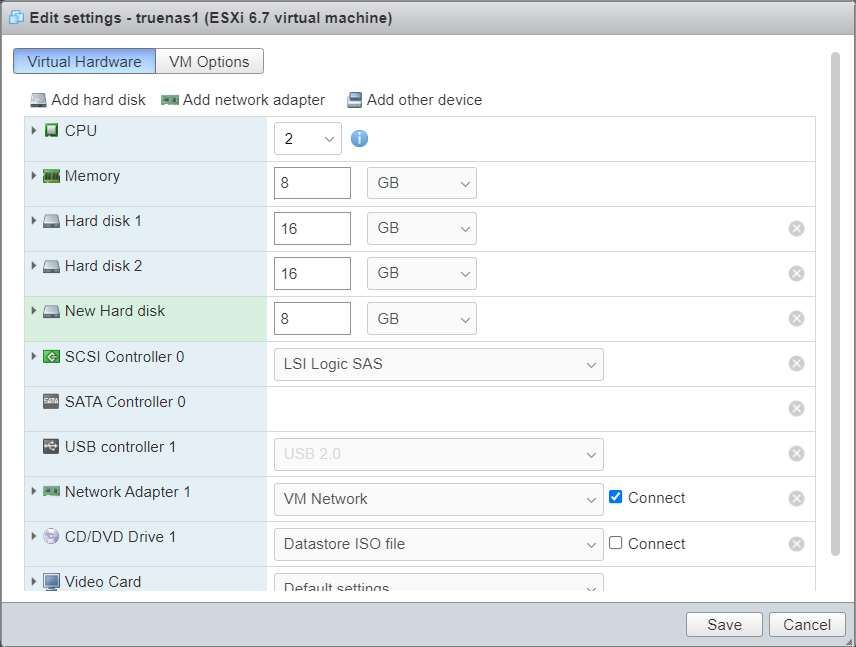 Edit settings - truenas1 (ESXi 6.7 virtual machine)
Virtual Hardware VM Options
Add hard disk Add network adapter Add other device
CPU 2
Memory 8 GB
Hard disk 1 16 GB
Hard disk 2 16 GB
New Hard disk 8 GB
SCSI Controller 0 LSI Logic SAS
SATA Controller 0
USB controller 1 USB 2.0
Network Adapter 1 VM Network Connect
CD/DVD Drive 1 Datastore ISO file Connect
Video Card Default settings
Save Cancel